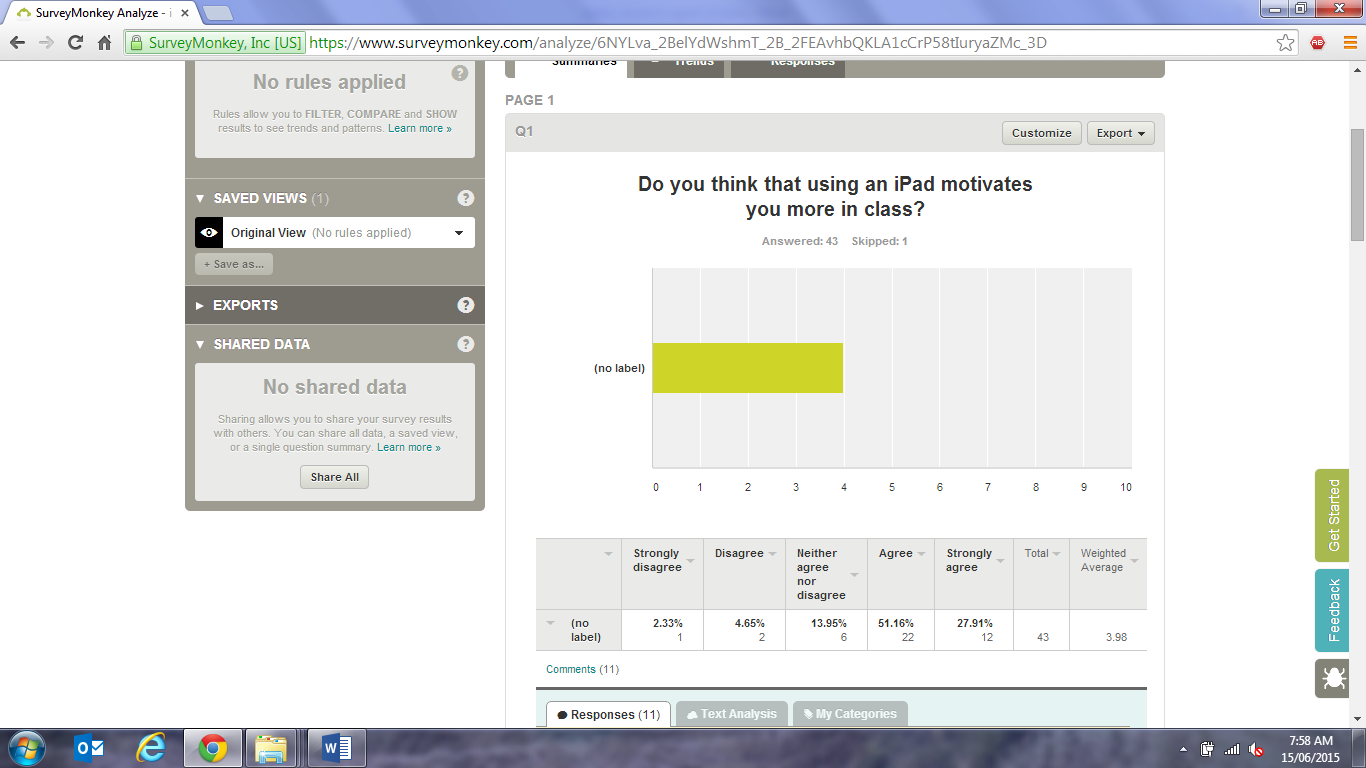 SurveyMonkey Analyze - i
SurveyMonkey, Inc [US] https://www.surveymonkey.com/analyze/6NYLva_2BelYdWshmT_2B_2FEAvhbQKLA1cCrP58tIuryaZMc_3D
ABP
Summaries Trends Responses
No rules applied
?
Rules allow you to FILTER, COMPARE and SHOW
results to see trends and patterns. Learn more »
SAVED VIEWS (1)
?
Original View (No rules applied)
+ Save as...
EXPORTS
?
SHARED DATA
?
No shared data
Sharing allows you to share your survey results
with others. You can share all data, a saved view,
or a single question summary. Learn more »
Share All
PAGE 1
Q1
Customize
Export
Do you think that using an iPad motivates
you more in class?
Answered: 43 Skipped: 1
(no label)
0 1 2 3 4 5 6 7 8 9 10
Strongly
disagree
Disagree
Neither
agree
nor
disagree
Agree
Strongly
agree
Total
Weighted
Average
(no
label)
2.33%
1
4.65%
2
13.95%
6
51.16%
22
27.91%
12
43
3.98
Comments (11)
Responses (11)
Text Analysis
My Categories
Get Started
Feedback
7:58 AM
15/06/2015